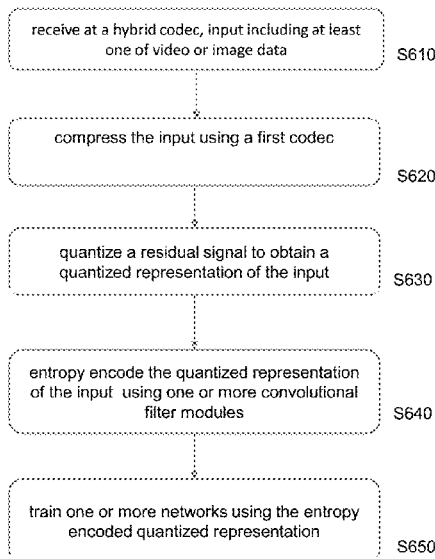 receive at a hybrid codec, input including at least
one of video or image data
S610
compress the input using a first codec
S620
quantize a residual signal to obtain a
quantized representation of the input
S630
entropy encode the quantized representation
of the input using one or more convolutional
filter modules
S640
train one or more networks using the entropy
encoded quantized representation
S650